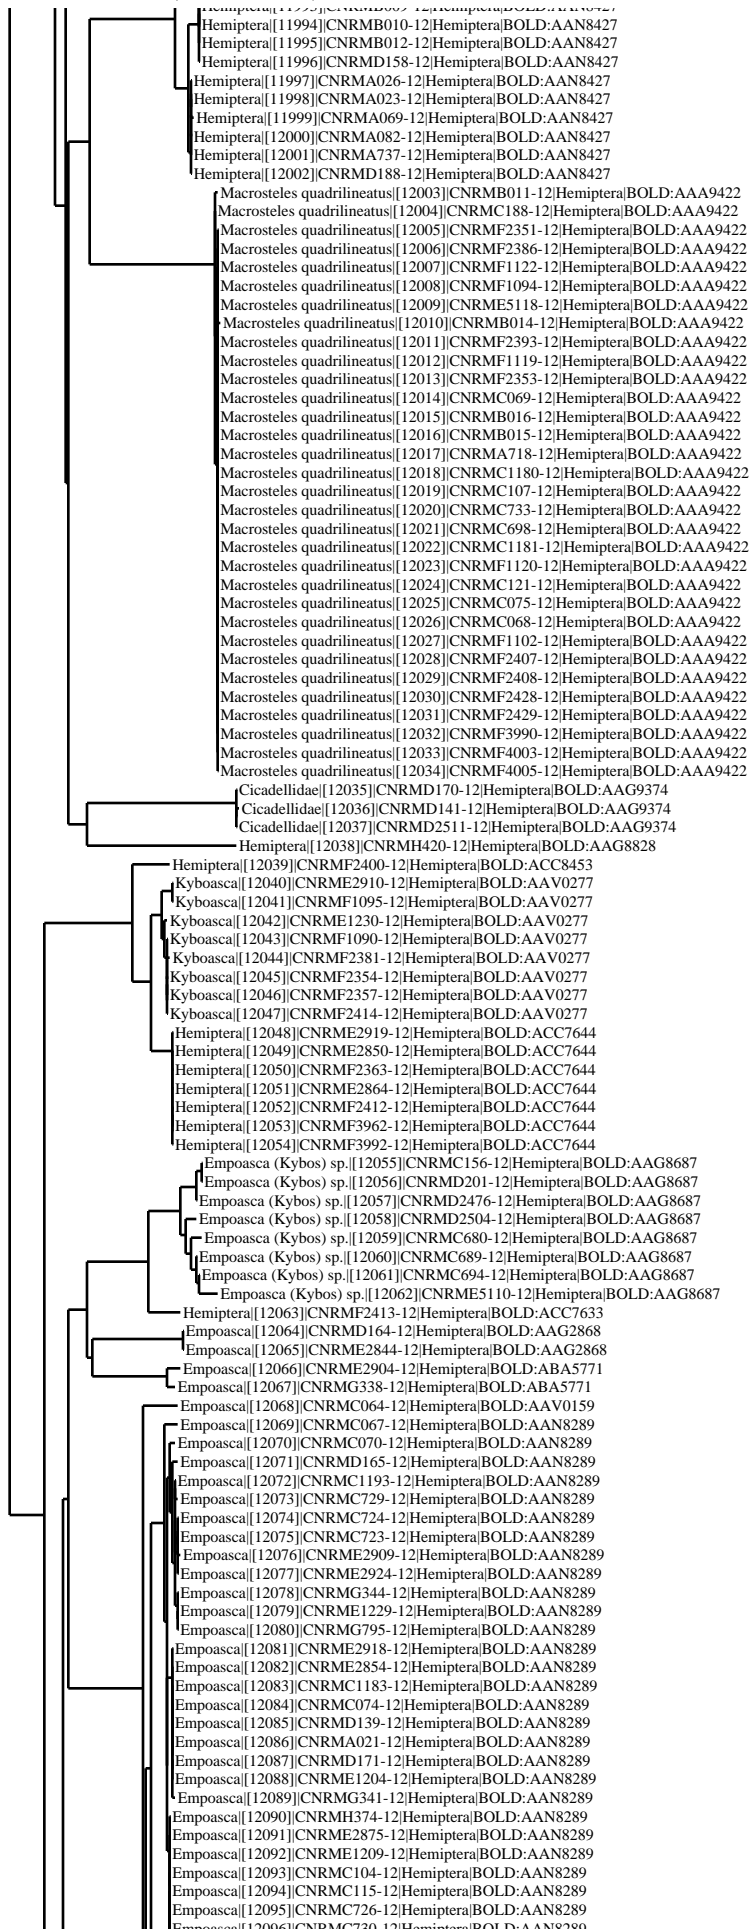 Hemiptera|[11993]|CNRMB009-12|Hemiptera|BOLD:AAN8427
Hemiptera|[11994]|CNRMB010-12|Hemiptera|BOLD:AAN8427
Hemiptera|[11995]|CNRMB012-12|Hemiptera|BOLD:AAN8427
Hemiptera|[11996]|CNRMD158-12|Hemiptera|BOLD:AAN8427
Hemiptera|[11997]|CNRMA026-12|Hemiptera|BOLD:AAN8427
Hemiptera|[11998]|CNRMA023-12|Hemiptera|BOLD:AAN8427
Hemiptera|[11999]|CNRMA069-12|Hemiptera|BOLD:AAN8427
Hemiptera|[12000]|CNRMA082-12|Hemiptera|BOLD:AAN8427
Hemiptera|[12001]|CNRMA737-12|Hemiptera|BOLD:AAN8427
Hemiptera|[12002]|CNRMD188-12|Hemiptera|BOLD:AAN8427
Macrosteles quadrilineatus|[12003]|CNRMB011-12|Hemiptera|BOLD:AAA9422
Macrosteles quadrilineatus|[12004]|CNRMC188-12|Hemiptera|BOLD:AAA9422
Macrosteles quadrilineatus|[12005]|CNRMF2351-12|Hemiptera|BOLD:AAA9422
Macrosteles quadrilineatus|[12006]|CNRMF2386-12|Hemiptera|BOLD:AAA9422
Macrosteles quadrilineatus|[12007]|CNRMF1122-12|Hemiptera|BOLD:AAA9422
Macrosteles quadrilineatus|[12008]|CNRMF1094-12|Hemiptera|BOLD:AAA9422
Macrosteles quadrilineatus|[12009]|CNRME5118-12|Hemiptera|BOLD:AAA9422
Macrosteles quadrilineatus|[12010]|CNRMB014-12|Hemiptera|BOLD:AAA9422
Macrosteles quadrilineatus|[12011]|CNRMF2393-12|Hemiptera|BOLD:AAA9422
Macrosteles quadrilineatus|[12012]|CNRMF1119-12|Hemiptera|BOLD:AAA9422
Macrosteles quadrilineatus|[12013]|CNRMF2353-12|Hemiptera|BOLD:AAA9422
Macrosteles quadrilineatus|[12014]|CNRMC069-12|Hemiptera|BOLD:AAA9422
Macrosteles quadrilineatus|[12015]|CNRMB016-12|Hemiptera|BOLD:AAA9422
Macrosteles quadrilineatus|[12016]|CNRMB015-12|Hemiptera|BOLD:AAA9422
Macrosteles quadrilineatus|[12017]|CNRMA718-12|Hemiptera|BOLD:AAA9422
Macrosteles quadrilineatus|[12018]|CNRMC1180-12|Hemiptera|BOLD:AAA9422
Macrosteles quadrilineatus|[12019]|CNRMC107-12|Hemiptera|BOLD:AAA9422
Macrosteles quadrilineatus|[12020]|CNRMC733-12|Hemiptera|BOLD:AAA9422
Macrosteles quadrilineatus|[12021]|CNRMC698-12|Hemiptera|BOLD:AAA9422
Macrosteles quadrilineatus|[12022]|CNRMC1181-12|Hemiptera|BOLD:AAA9422
Macrosteles quadrilineatus|[12023]|CNRMF1120-12|Hemiptera|BOLD:AAA9422
Macrosteles quadrilineatus|[12024]|CNRMC121-12|Hemiptera|BOLD:AAA9422
Macrosteles quadrilineatus|[12025]|CNRMC075-12|Hemiptera|BOLD:AAA9422
Macrosteles quadrilineatus|[12026]|CNRMC068-12|Hemiptera|BOLD:AAA9422
Macrosteles quadrilineatus|[12027]|CNRMF1102-12|Hemiptera|BOLD:AAA9422
Macrosteles quadrilineatus|[12028]|CNRMF2407-12|Hemiptera|BOLD:AAA9422
Macrosteles quadrilineatus|[12029]|CNRMF2408-12|Hemiptera|BOLD:AAA9422
Macrosteles quadrilineatus|[12030]|CNRMF2428-12|Hemiptera|BOLD:AAA9422
Macrosteles quadrilineatus|[12031]|CNRMF2429-12|Hemiptera|BOLD:AAA9422
Macrosteles quadrilineatus|[12032]|CNRMF3990-12|Hemiptera|BOLD:AAA9422
Macrosteles quadrilineatus|[12033]|CNRMF4003-12|Hemiptera|BOLD:AAA9422
Macrosteles quadrilineatus|[12034]|CNRMF4005-12|Hemiptera|BOLD:AAA9422
Cicadellidae|[12035]|CNRMD170-12|Hemiptera|BOLD:AAG9374
Cicadellidae|[12036]|CNRMD141-12|Hemiptera|BOLD:AAG9374
Cicadellidae|[12037]|CNRMD2511-12|Hemiptera|BOLD:AAG9374
Hemiptera|[12038]|CNRMH420-12|Hemiptera|BOLD:AAG8828
Hemiptera|[12039]|CNRMF2400-12|Hemiptera|BOLD:ACC8453
Kyboasca|[12040]|CNRME2910-12|Hemiptera|BOLD:AAV0277
Kyboasca|[12041]|CNRMF1095-12|Hemiptera|BOLD:AAV0277
Kyboasca|[12042]|CNRME1230-12|Hemiptera|BOLD:AAV0277
Kyboasca|[12043]|CNRMF1090-12|Hemiptera|BOLD:AAV0277
Kyboasca|[12044]|CNRMF2381-12|Hemiptera|BOLD:AAV0277
Kyboasca|[12045]|CNRMF2354-12|Hemiptera|BOLD:AAV0277
Kyboasca|[12046]|CNRMF2357-12|Hemiptera|BOLD:AAV0277
Kyboasca|[12047]|CNRMF2414-12|Hemiptera|BOLD:AAV0277
Hemiptera|[12048]|CNRME2919-12|Hemiptera|BOLD:ACC7644
Hemiptera|[12049]|CNRME2850-12|Hemiptera|BOLD:ACC7644
Hemiptera|[12050]|CNRMF2363-12|Hemiptera|BOLD:ACC7644
Hemiptera|[12051]|CNRME2864-12|Hemiptera|BOLD:ACC7644
Hemiptera|[12052]|CNRMF2412-12|Hemiptera|BOLD:ACC7644
Hemiptera|[12053]|CNRMF3962-12|Hemiptera|BOLD:ACC7644
Hemiptera|[12054]|CNRMF3992-12|Hemiptera|BOLD:ACC7644
Empoasca (Kybos) sp.|[12055]|CNRMC156-12|Hemiptera|BOLD:AAG8687
Empoasca (Kybos) sp.|[12056]|CNRMD201-12|Hemiptera|BOLD:AAG8687
Empoasca (Kybos) sp.|[12057]|CNRMD2476-12|Hemiptera|BOLD:AAG8687
Empoasca (Kybos) sp.|[12058]|CNRMD2504-12|Hemiptera|BOLD:AAG8687
Empoasca (Kybos) sp.|[12059]|CNRMC680-12|Hemiptera|BOLD:AAG8687
Empoasca (Kybos) sp.|[12060]|CNRMC689-12|Hemiptera|BOLD:AAG8687
Empoasca (Kybos) sp.|[12061]|CNRMC694-12|Hemiptera|BOLD:AAG8687
Empoasca (Kybos) sp.|[12062]|CNRME5110-12|Hemiptera|BOLD:AAG8687
Hemiptera|[12063]|CNRMF2413-12|Hemiptera|BOLD:ACC7633
Empoasca|[12064]|CNRMD164-12|Hemiptera|BOLD:AAG2868
Empoasca|[12065]|CNRME2844-12|Hemiptera|BOLD:AAG2868
Empoasca|[12066]|CNRME2904-12|Hemiptera|BOLD:ABA5771
Empoasca|[12067]|CNRMG338-12|Hemiptera|BOLD:ABA5771
Empoasca|[12068]|CNRMC064-12|Hemiptera|BOLD:AAV0159
Empoasca|[12069]|CNRMC067-12|Hemiptera|BOLD:AAN8289
Empoasca|[12070]|CNRMC070-12|Hemiptera|BOLD:AAN8289
Empoasca|[12071]|CNRMD165-12|Hemiptera|BOLD:AAN8289
Empoasca|[12072]|CNRMC1193-12|Hemiptera|BOLD:AAN8289
Empoasca|[12073]|CNRMC729-12|Hemiptera|BOLD:AAN8289
Empoasca|[12074]|CNRMC724-12|Hemiptera|BOLD:AAN8289
Empoasca|[12075]|CNRMC723-12|Hemiptera|BOLD:AAN8289
Empoasca|[12076]|CNRME2909-12|Hemiptera|BOLD:AAN8289
Empoasca|[12077]|CNRME2924-12|Hemiptera|BOLD:AAN8289
Empoasca|[12078]|CNRMG344-12|Hemiptera|BOLD:AAN8289
Empoasca|[12079]|CNRME1229-12|Hemiptera|BOLD:AAN8289
Empoasca|[12080]|CNRMG795-12|Hemiptera|BOLD:AAN8289
Empoasca|[12081]|CNRME2918-12|Hemiptera|BOLD:AAN8289
Empoasca|[12082]|CNRME2854-12|Hemiptera|BOLD:AAN8289
Empoasca|[12083]|CNRMC1183-12|Hemiptera|BOLD:AAN8289
Empoasca|[12084]|CNRMC074-12|Hemiptera|BOLD:AAN8289
Empoasca|[12085]|CNRMD139-12|Hemiptera|BOLD:AAN8289
Empoasca|[12086]|CNRMA021-12|Hemiptera|BOLD:AAN8289
Empoasca|[12087]|CNRMD171-12|Hemiptera|BOLD:AAN8289
Empoasca|[12088]|CNRME1204-12|Hemiptera|BOLD:AAN8289
Empoasca|[12089]|CNRMG341-12|Hemiptera|BOLD:AAN8289
Empoasca|[12090]|CNRMH374-12|Hemiptera|BOLD:AAN8289
Empoasca|[12091]|CNRME2875-12|Hemiptera|BOLD:AAN8289
Empoasca|[12092]|CNRME1209-12|Hemiptera|BOLD:AAN8289
Empoasca|[12093]|CNRMC104-12|Hemiptera|BOLD:AAN8289
Empoasca|[12094]|CNRMC115-12|Hemiptera|BOLD:AAN8289
Empoasca|[12095]|CNRMC726-12|Hemiptera|BOLD:AAN8289
Empoasca|[12096]|CNRMC730-12|Hemiptera|BOLD:AAN8289